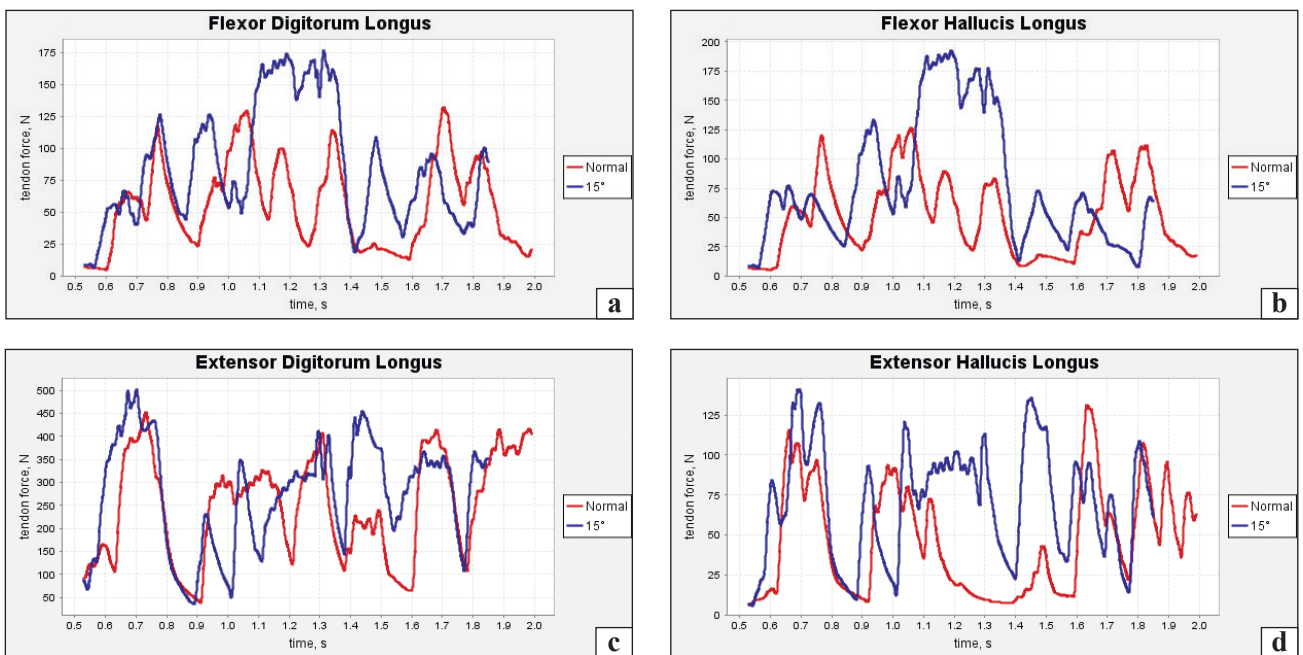 Flexor Digitorum Longus
tendon force, N
175
150
125
100
75
50
25
0
0.5 0.6 0.7 0.8 0.9 1.0 1.1 1.2 1.3 1.4 1.5 1.6 1.7 1.8 1.9 2.0
time, s
Normal
15°
a
Flexor Hallucis Longus
tendon force, N
200
175
150
125
100
75
50
25
0
0.5 0.6 0.7 0.8 0.9 1.0 1.1 1.2 1.3 1.4 1.5 1.6 1.7 1.8 1.9 2.0
time, s
Normal
15°
b
Extensor Digitorum Longus
tendon force, N
500
450
400
350
300
250
200
150
100
50
0.5 0.6 0.7 0.8 0.9 1.0 1.1 1.2 1.3 1.4 1.5 1.6 1.7 1.8 1.9 2.0
time, s
Normal
15°
c
Extensor Hallucis Longus
tendon force, N
125
100
75
50
25
0
0.5 0.6 0.7 0.8 0.9 1.0 1.1 1.2 1.3 1.4 1.5 1.6 1.7 1.8 1.9 2.0
time, s
Normal
15°
d